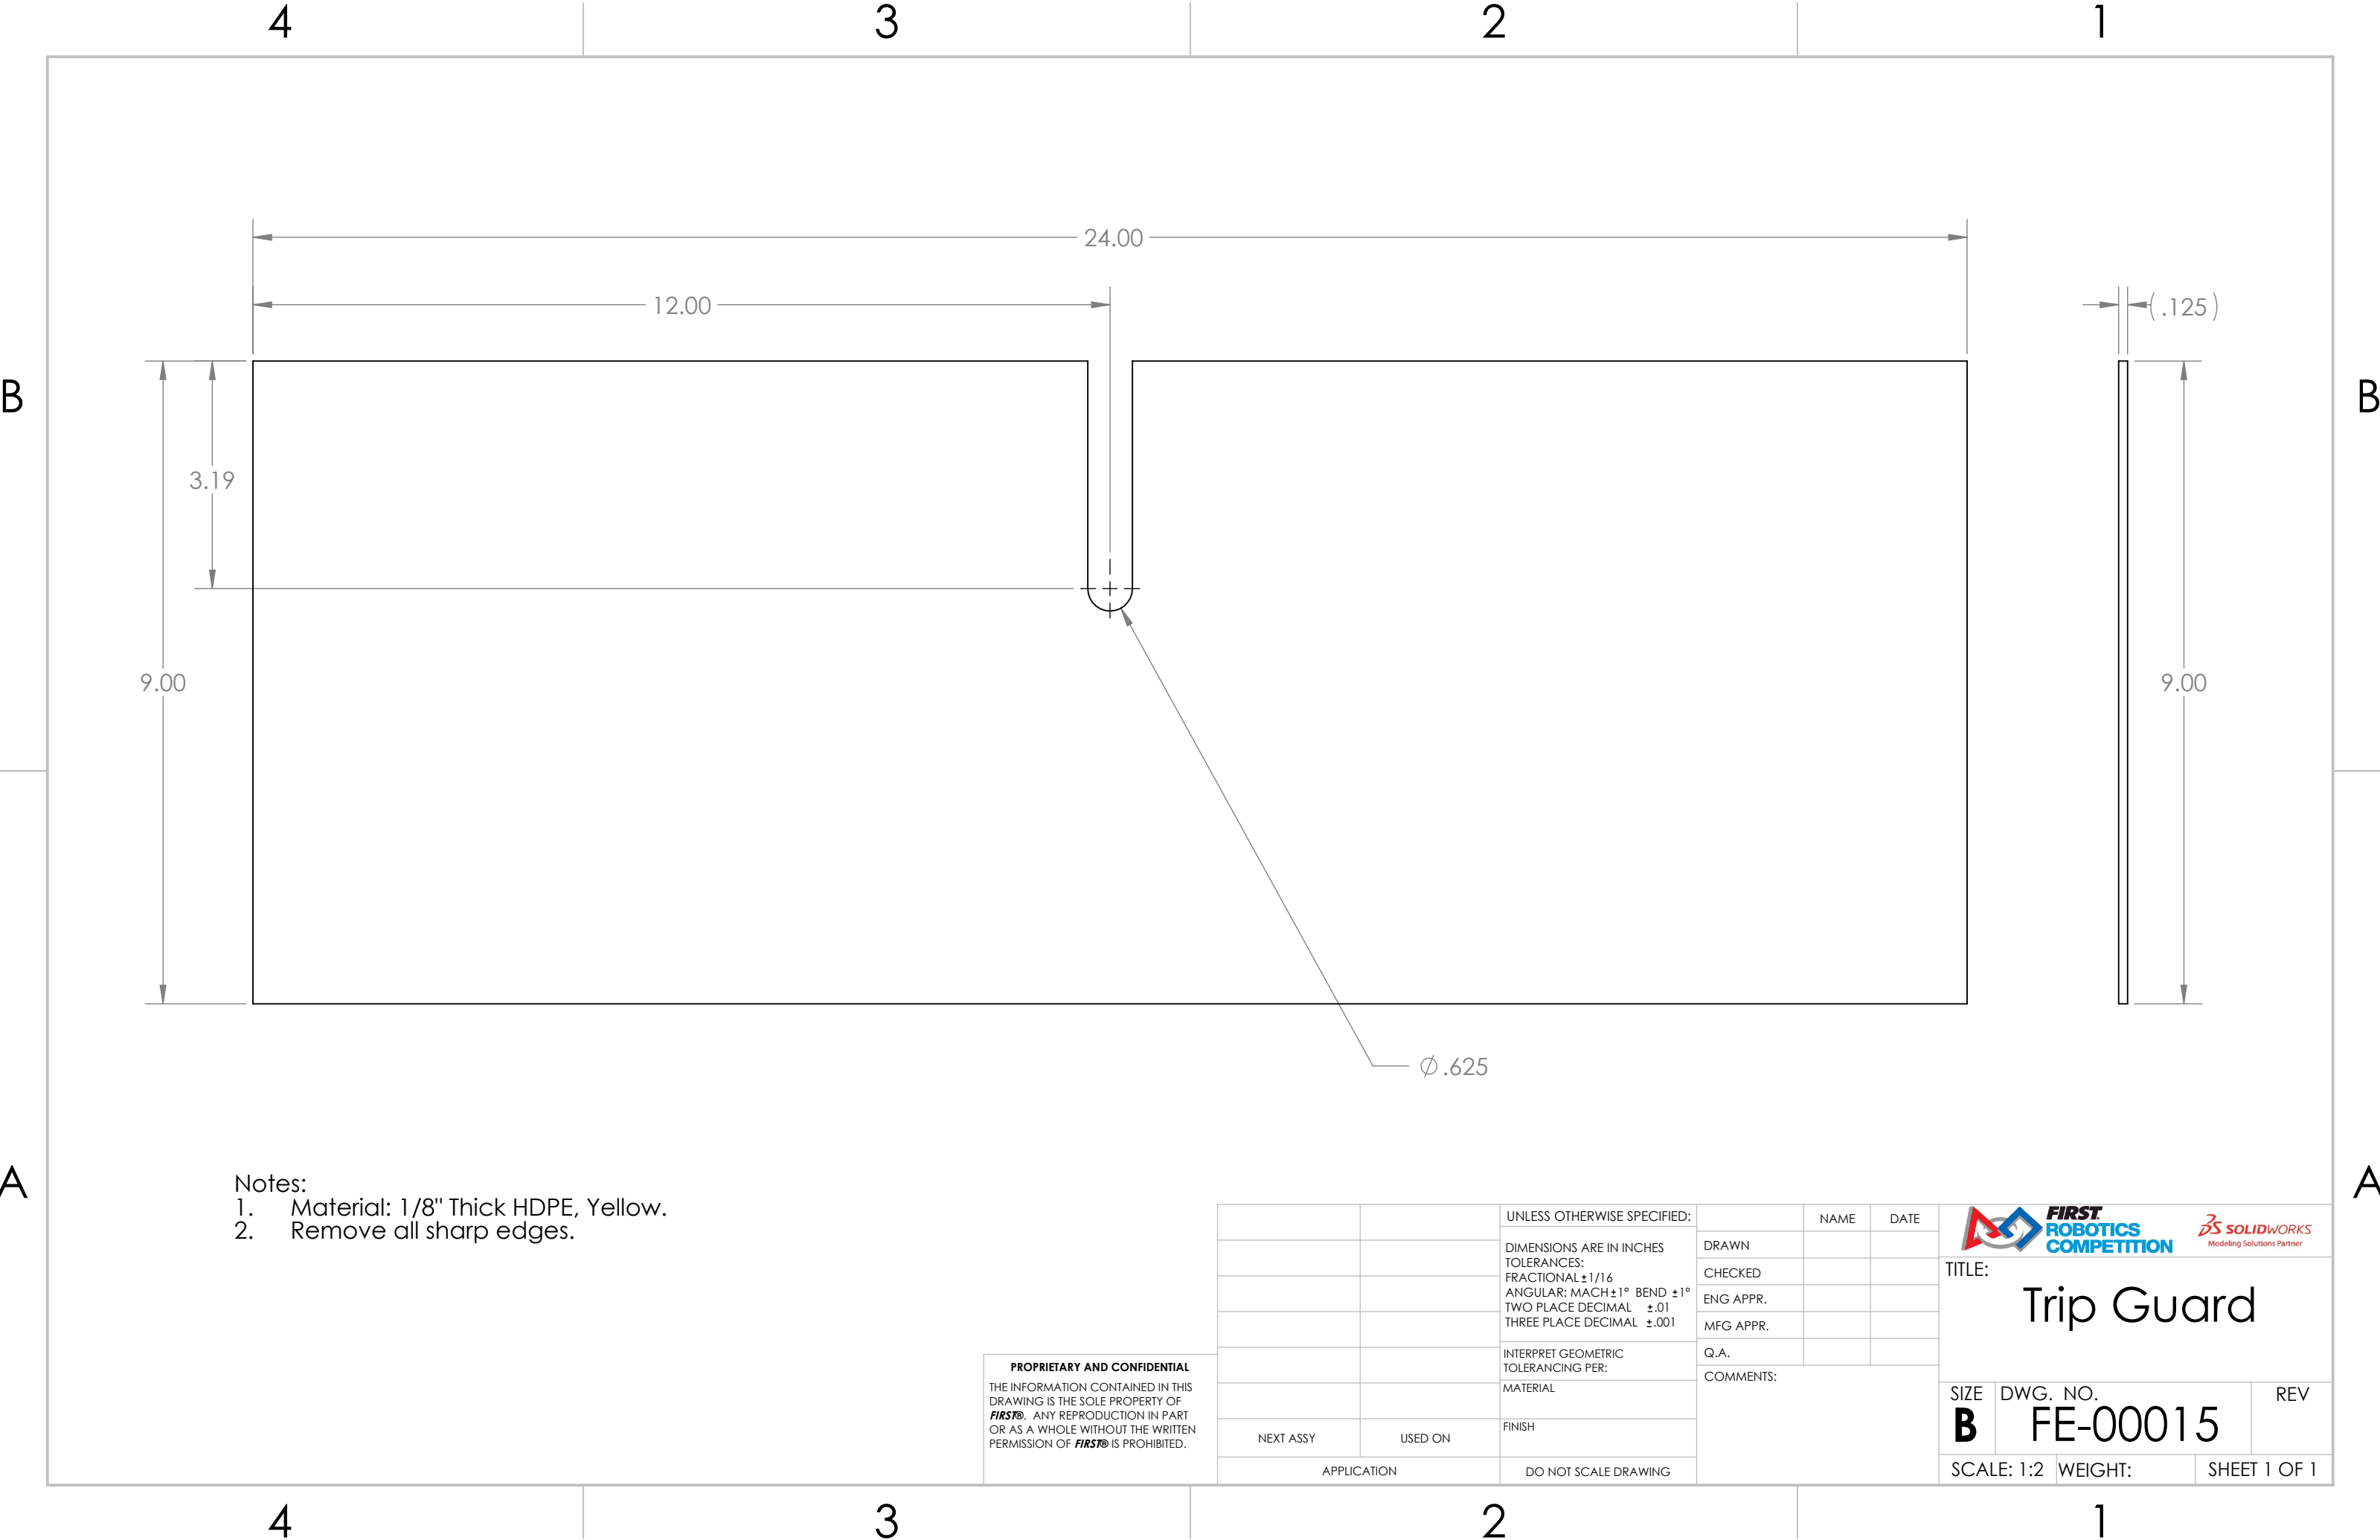 4 3 2 1
24.00
12.00
(.125)
B B
3.19
9.00 9.00
Ø.625
A A
Notes:
1. Material: 1/8" Thick HDPE, Yellow.
2. Remove all sharp edges.
PROPRIETARY AND CONFIDENTIAL
THE INFORMATION CONTAINED IN THIS
DRAWING IS THE SOLE PROPERTY OF
FIRST®. ANY REPRODUCTION IN PART
OR AS A WHOLE WITHOUT THE WRITTEN
PERMISSION OF FIRST® IS PROHIBITED.
NEXT ASSY USED ON
APPLICATION
UNLESS OTHERWISE SPECIFIED:
DIMENSIONS ARE IN INCHES
TOLERANCES:
FRACTIONAL ±1/16
ANGULAR: MACH ±1° BEND ±1°
TWO PLACE DECIMAL ±.01
THREE PLACE DECIMAL ±.001
INTERPRET GEOMETRIC
TOLERANCING PER:
MATERIAL
FINISH
DO NOT SCALE DRAWING
NAME DATE
DRAWN
CHECKED
ENG APPR.
MFG APPR.
Q.A.
COMMENTS:
FIRST
ROBOTICS
COMPETITION
SOLIDWORKS
Modeling Solutions Partner
TITLE:
Trip Guard
SIZE DWG. NO. REV
B FE-00015
SCALE: 1:2 WEIGHT: SHEET 1 OF 1
4 3 2 1